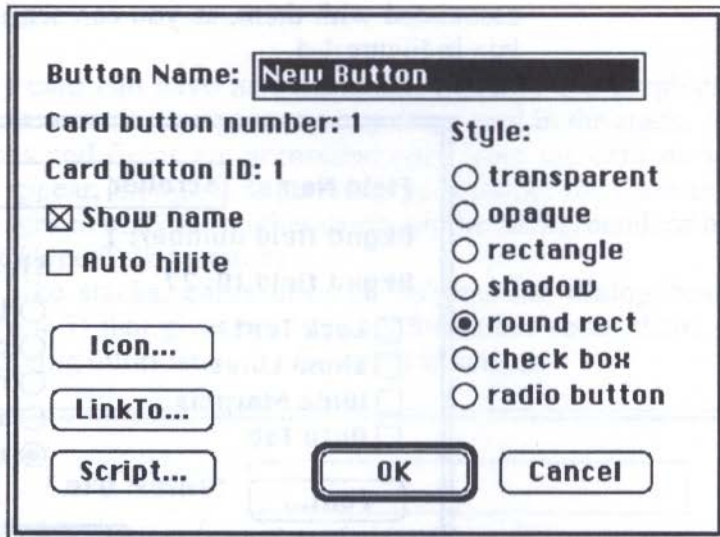 Button Name: New Button
Card button number: 1
Card button ID: 1
Show name
Auto hilite
Icon...
LinkTo...
Script...
Style:
transparent
opaque
rectangle
shadow
round rect
check box
radio button
OK
Cancel